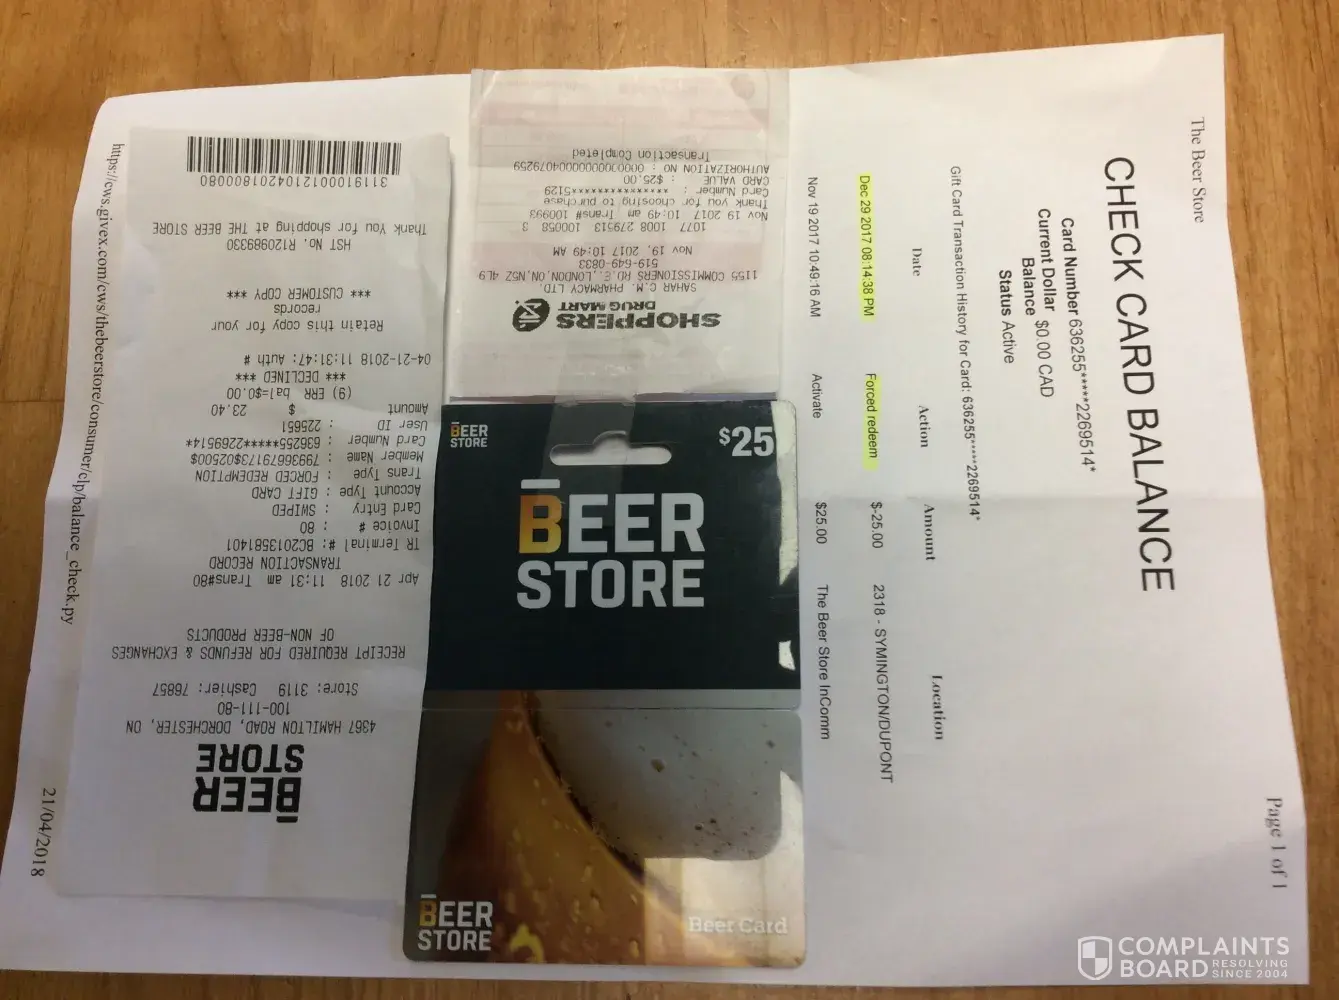 The Beer Store
Page 1 of 1
CHECK CARD BALANCE
Card Number 636255*****2269514*
Current Dollar Balance $0.00 CAD
Status Active
Gift Card Transaction History for Card: 636255*****2269514*
Date Action Amount Location
Dec 29 2017 08:14:38 PM Forced redeem $-25.00 2318 - SYMINGTON/DUPONT
Nov 19 2017 10:49:16 AM Activate $25.00 The Beer Store InComm
https://cws.givex.com/cws/thebeerstore/consumer/clp/balance_check.py
21/04/2018
SHOPPERS
DRUG MART
SAHAR C.M. PHARMACY LTD.
1155 COMMISSIONERS RD. E., LONDON, ON, N5Z 4L9
519-649-0833
Nov 19, 2017 10:49 AM
1077 1008 279513 100058 3
Nov 19 2017 10:49 am Trans# 100993
Thank you for choosing to purchase
Card Number : ***************5129
CARD VALUE : $25.00
AUTHORIZATION NO : 0000000000004079259
Transaction Completed
BEER
STORE
$25
BEER
STORE
BEER
STORE
Beer Card
BEER
STORE
4367 HAMILTON ROAD, DORCHESTER, ON
100-111-80
Store: 3119 Cashier: 76857
RECEIPT REQUIRED FOR REFUNDS & EXCHANGES
OF NON-BEER PRODUCTS
Apr 21 2018 11:31 am Trans#80
TRANSACTION RECORD
TR Terminal #: BC2013581401
Invoice # : 80
Card Entry : SWIPED
Account Type : GIFT CARD
Trans Type : FORCED REDEMPTION
Member Name : 79936679173$02500$
Card Number : 636255*****2269514*
User ID : 225651
Amount $ 23.40
(9) ERR bal=$0.00
*** DECLINED ***
04-21-2018 11:31:47: Auth #
Retain this copy for your
records
*** CUSTOMER COPY ***
HST No. R120989330
Thank You for shopping at THE BEER STORE
3119100012104201800080
COMPLAINTS
BOARD RESOLVING
SINCE 2004